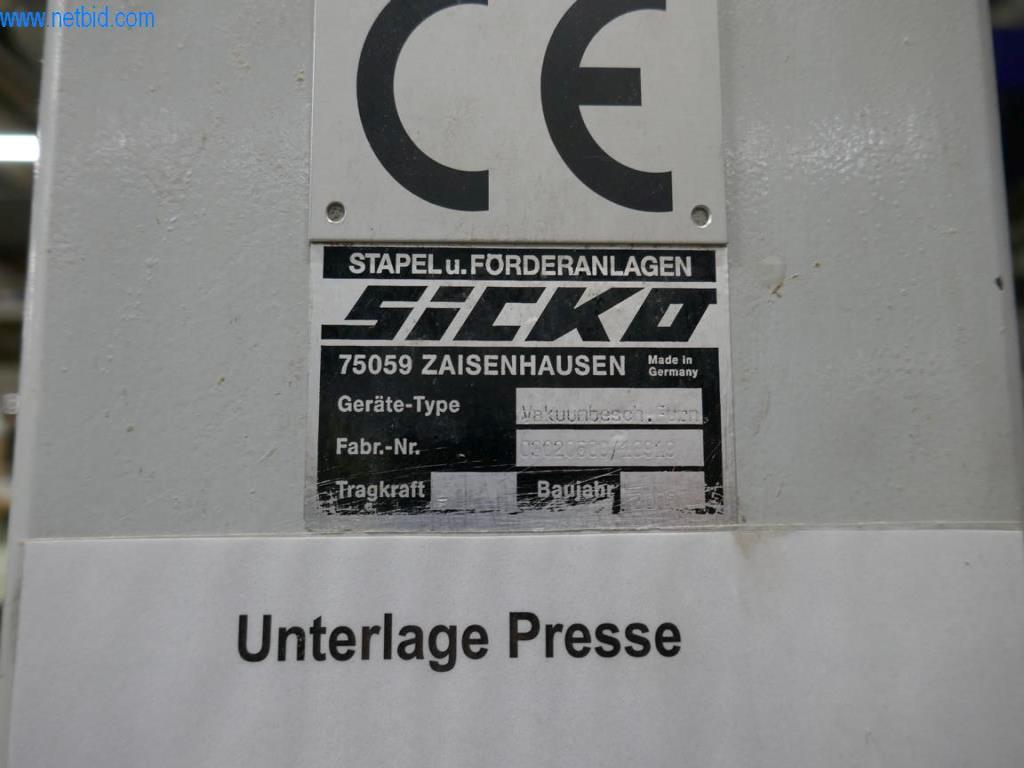 www.netbid.com
CE
STAPEL u. FÖRDERANLAGEN
SiCKO
75059 ZAISENHAUSEN Made in Germany
Geräte-Type
Fabr.-Nr.
Tragkraft Baujahr
Unterlage Presse